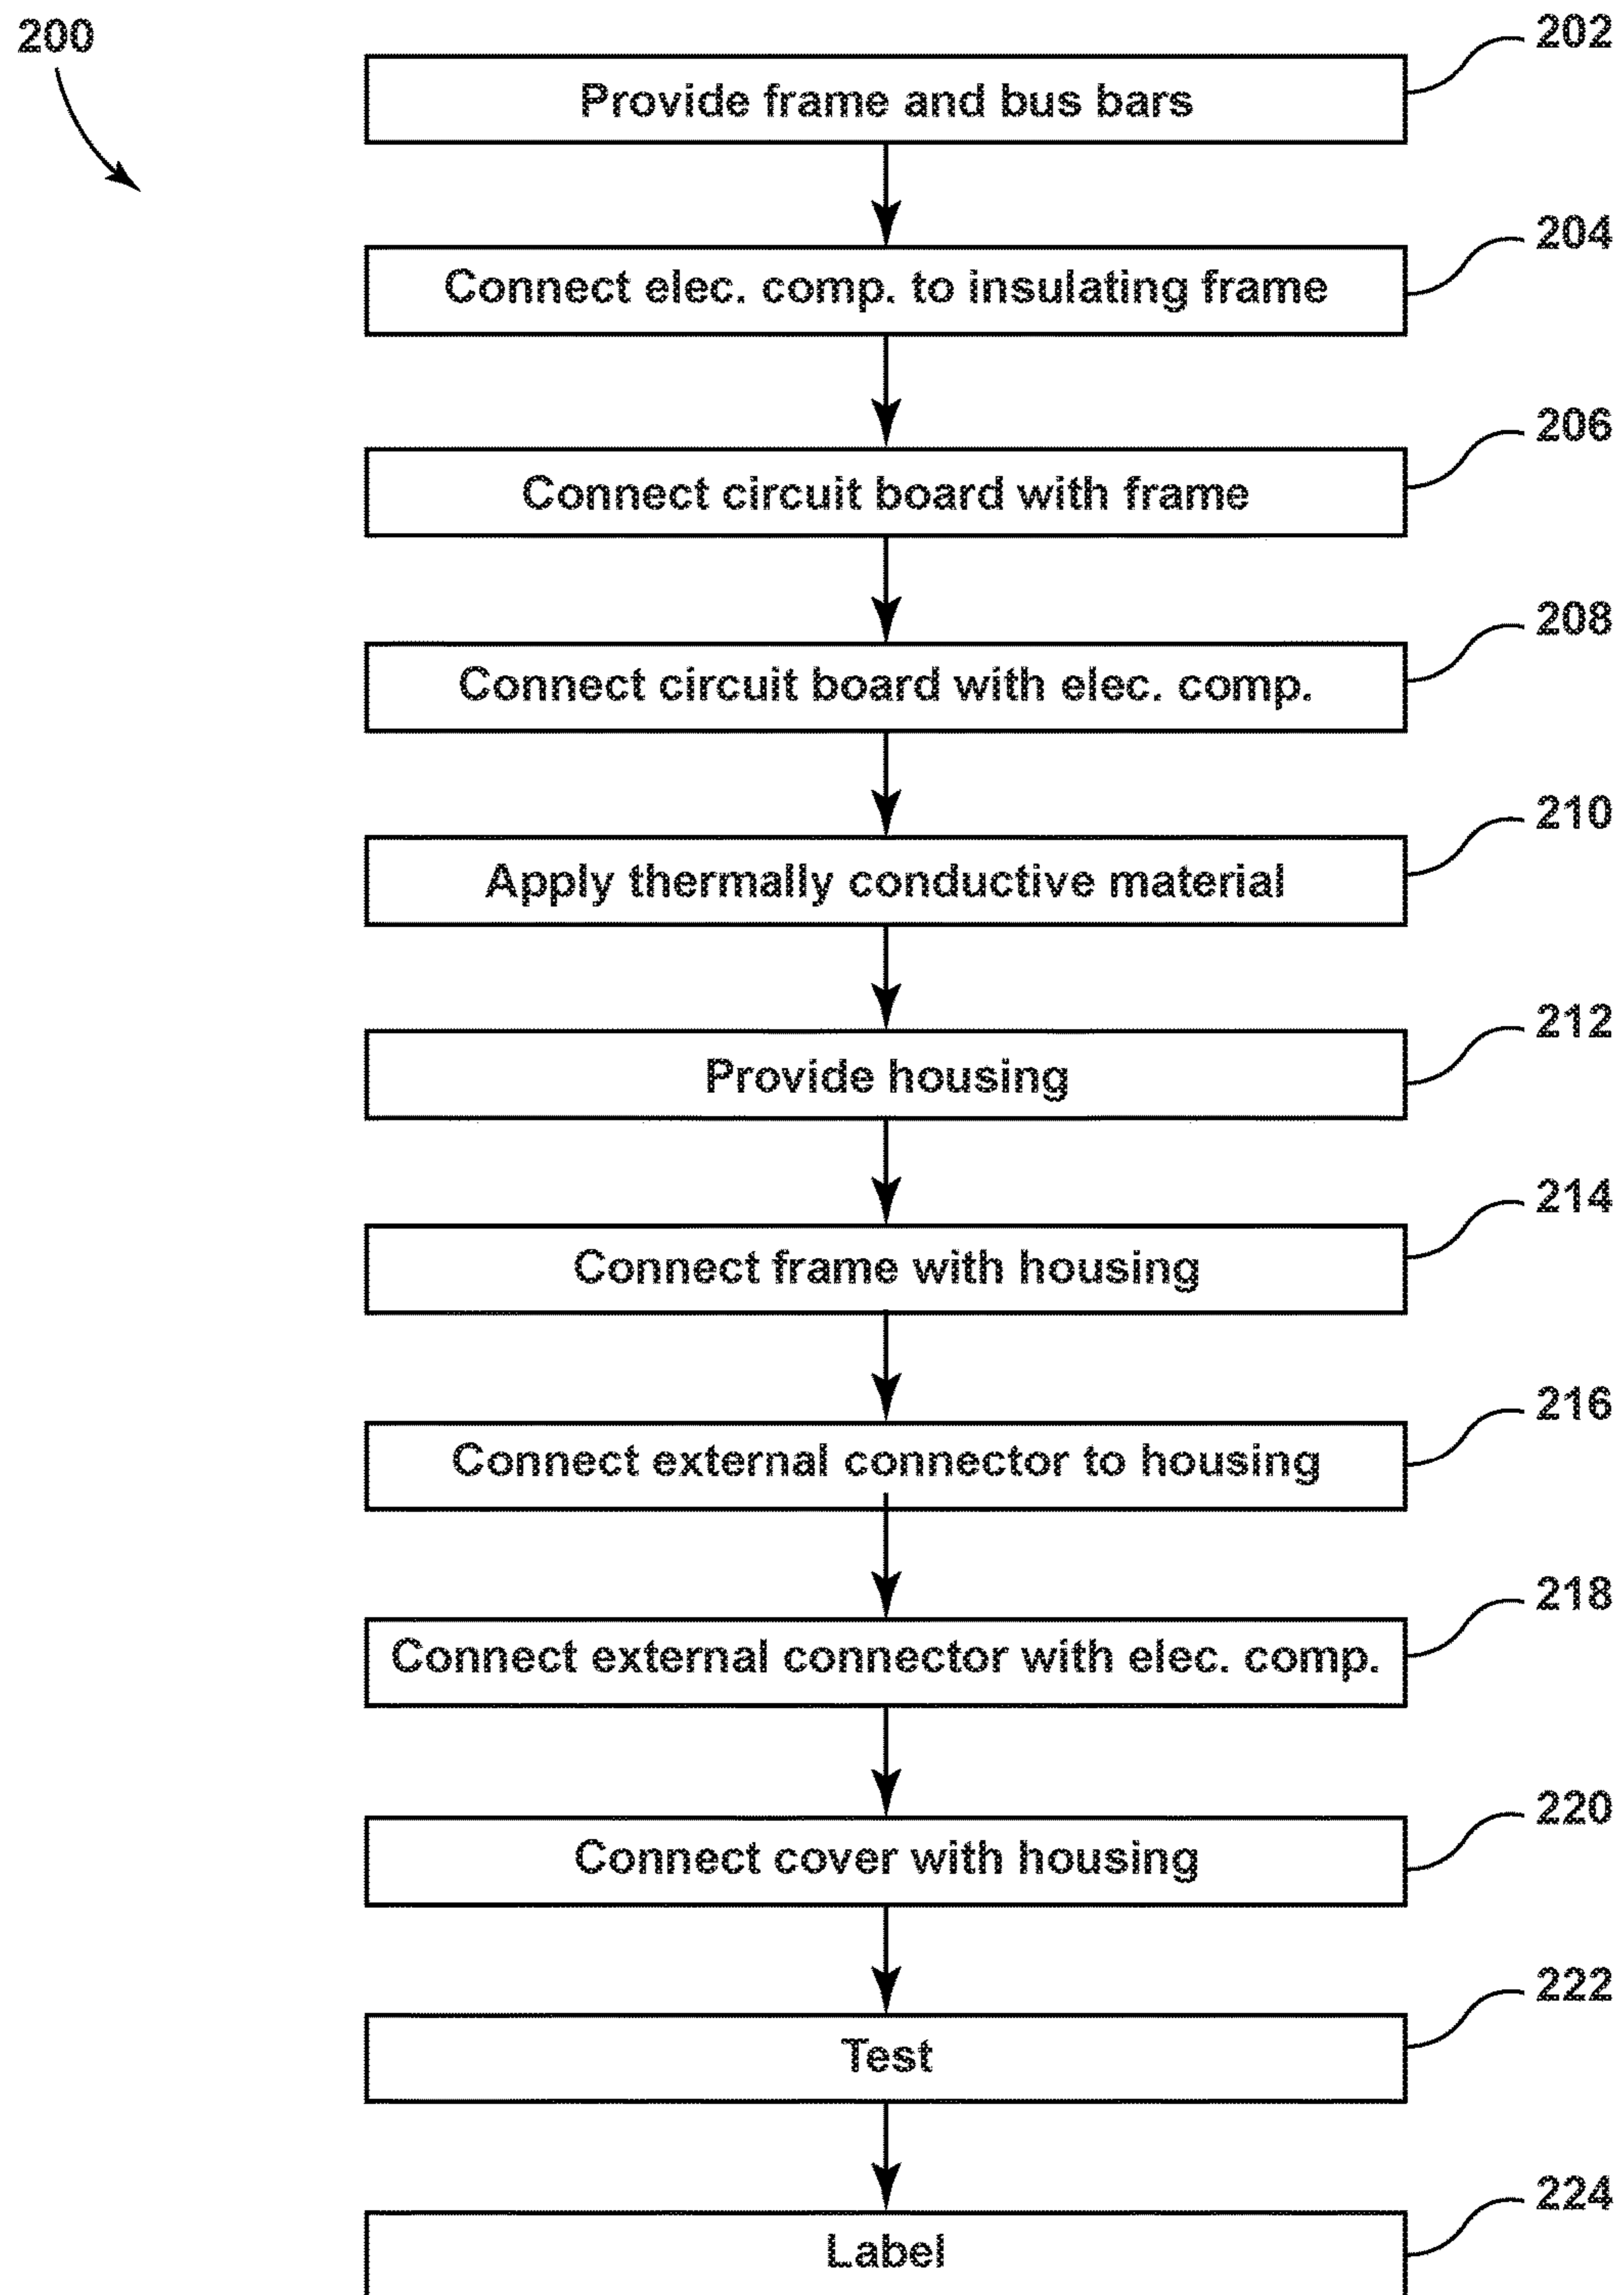 200
202
Provide frame and bus bars
204
Connect elec. comp. to insulating frame
206
Connect circuit board with frame
208
Connect circuit board with elec. comp.
210
Apply thermally conductive material
212
Provide housing
214
Connect frame with housing
216
Connect external connector to housing
218
Connect external connector with elec. comp.
220
Connect cover with housing
222
Test
224
Label